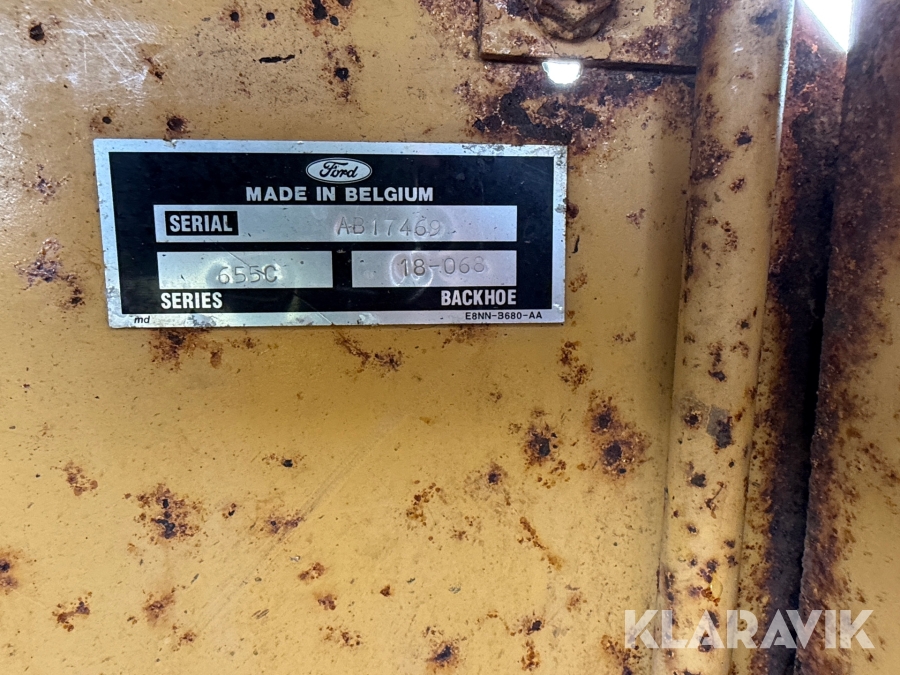 Ford
MADE IN BELGIUM
SERIAL AB17469
655C 18-068
SERIES BACKHOE
md E8NN-3680-AA
KLARAVIK